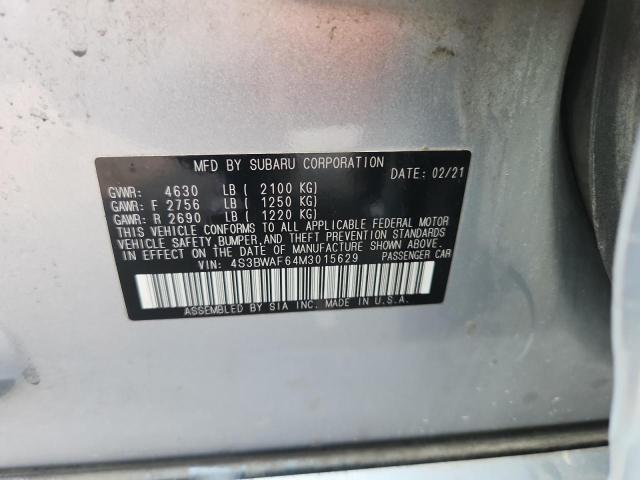 MFD BY SUBARU CORPORATION
DATE: 02/21
GVWR: 4630 LB ( 2100 KG)
GAWR: F 2756 LB ( 1250 KG)
GAWR: R 2690 LB ( 1220 KG)
THIS VEHICLE CONFORMS TO ALL APPLICABLE FEDERAL MOTOR
VEHICLE SAFETY, BUMPER, AND THEFT PREVENTION STANDARDS
IN EFFECT ON THE DATE OF MANUFACTURE SHOWN ABOVE.
VIN: 4S3BWAF64M3015629 PASSENGER CAR
ASSEMBLED BY SIA INC. MADE IN U.S.A.